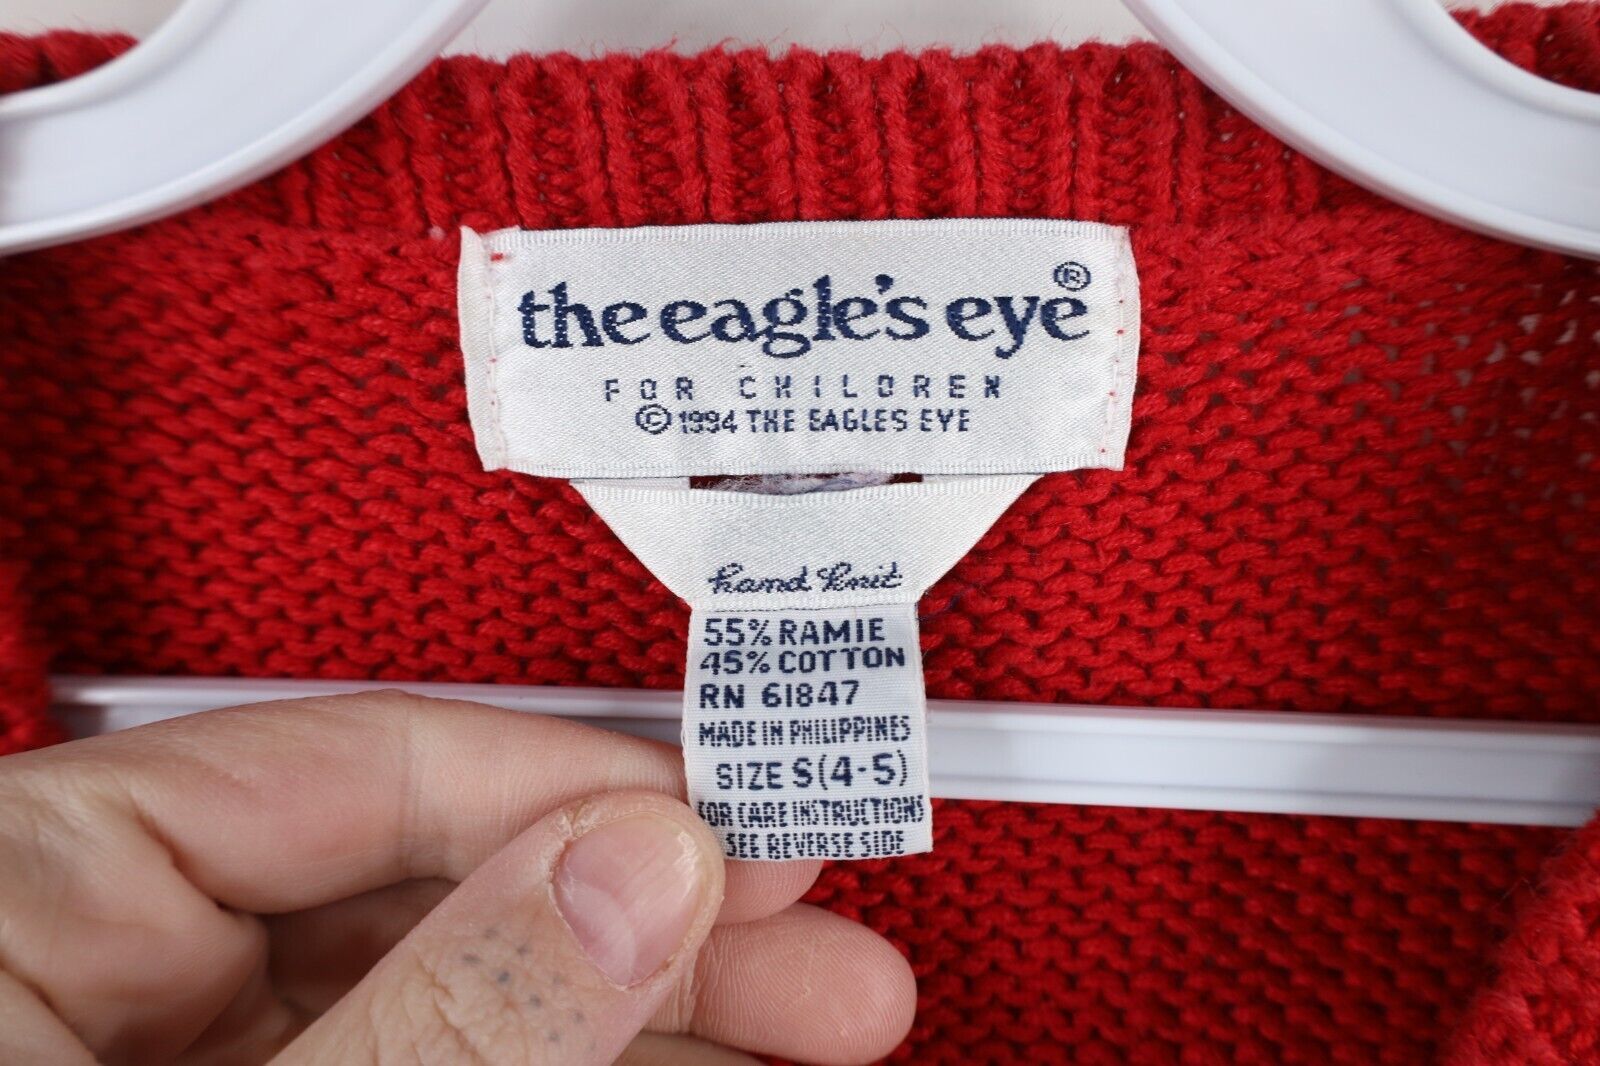 the eagle's eye®
FOR CHILDREN
© 1994 THE EAGLES EYE
hand knit
55% RAMIE
45% COTTON
RN 61847
MADE IN PHILIPPINES
SIZE S (4-5)
FOR CARE INSTRUCTIONS
SEE REVERSE SIDE